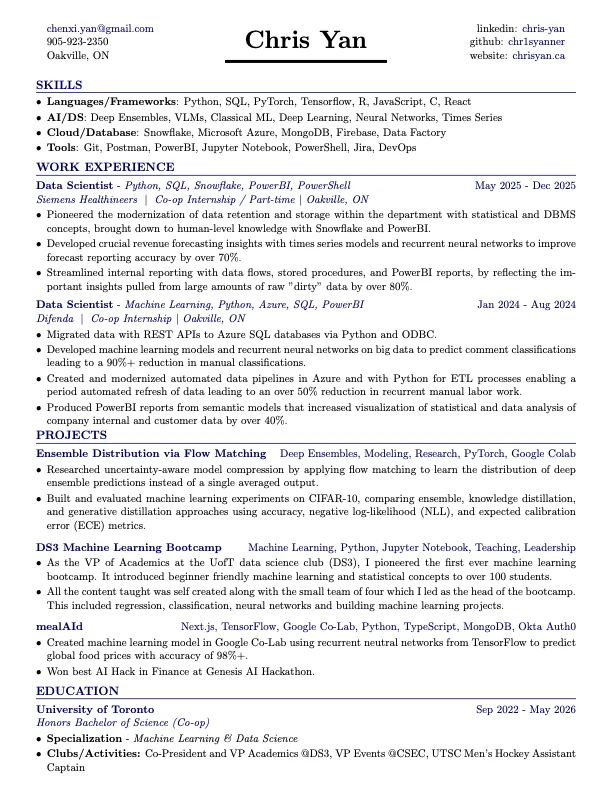 chenxi.yan@gmail.com
905-923-2350
Oakville, ON
Chris Yan
linkedin: chris-yan
github: chr1syanner
website: chrisyan.ca
SKILLS
• Languages/Frameworks: Python, SQL, PyTorch, Tensorflow, R, JavaScript, C, React
• AI/DS: Deep Ensembles, VLMs, Classical ML, Deep Learning, Neural Networks, Times Series
• Cloud/Database: Snowflake, Microsoft Azure, MongoDB, Firebase, Data Factory
• Tools: Git, Postman, PowerBI, Jupyter Notebook, PowerShell, Jira, DevOps
WORK EXPERIENCE
Data Scientist - Python, SQL, Snowflake, PowerBI, PowerShell May 2025 - Dec 2025
Siemens Healthineers | Co-op Internship / Part-time | Oakville, ON
• Pioneered the modernization of data retention and storage within the department with statistical and DBMS
concepts, brought down to human-level knowledge with Snowflake and PowerBI.
• Developed crucial revenue forecasting insights with times series models and recurrent neural networks to improve
forecast reporting accuracy by over 70%.
• Streamlined internal reporting with data flows, stored procedures, and PowerBI reports, by reflecting the im-
portant insights pulled from large amounts of raw "dirty" data by over 80%.
Data Scientist - Machine Learning, Python, Azure, SQL, PowerBI Jan 2024 - Aug 2024
Difenda | Co-op Internship | Oakville, ON
• Migrated data with REST APIs to Azure SQL databases via Python and ODBC.
• Developed machine learning models and recurrent neural networks on big data to predict comment classifications
leading to a 90%+ reduction in manual classifications.
• Created and modernized automated data pipelines in Azure and with Python for ETL processes enabling a
period automated refresh of data leading to an over 50% reduction in recurrent manual labor work.
• Produced PowerBI reports from semantic models that increased visualization of statistical and data analysis of
company internal and customer data by over 40%.
PROJECTS
Ensemble Distribution via Flow Matching Deep Ensembles, Modeling, Research, PyTorch, Google Colab
• Researched uncertainty-aware model compression by applying flow matching to learn the distribution of deep
ensemble predictions instead of a single averaged output.
• Built and evaluated machine learning experiments on CIFAR-10, comparing ensemble, knowledge distillation,
and generative distillation approaches using accuracy, negative log-likelihood (NLL), and expected calibration
error (ECE) metrics.
DS3 Machine Learning Bootcamp Machine Learning, Python, Jupyter Notebook, Teaching, Leadership
• As the VP of Academics at the UofT data science club (DS3), I pioneered the first ever machine learning
bootcamp. It introduced beginner friendly machine learning and statistical concepts to over 100 students.
• All the content taught was self created along with the small team of four which I led as the head of the bootcamp.
This included regression, classification, neural networks and building machine learning projects.
mealAId Next.js, TensorFlow, Google Co-Lab, Python, TypeScript, MongoDB, Okta Auth0
• Created machine learning model in Google Co-Lab using recurrent neutral networks from TensorFlow to predict
global food prices with accuracy of 98%+.
• Won best AI Hack in Finance at Genesis AI Hackathon.
EDUCATION
University of Toronto Sep 2022 - May 2026
Honors Bachelor of Science (Co-op)
• Specialization - Machine Learning & Data Science
• Clubs/Activities: Co-President and VP Academics @DS3, VP Events @CSEC, UTSC Men's Hockey Assistant
Captain